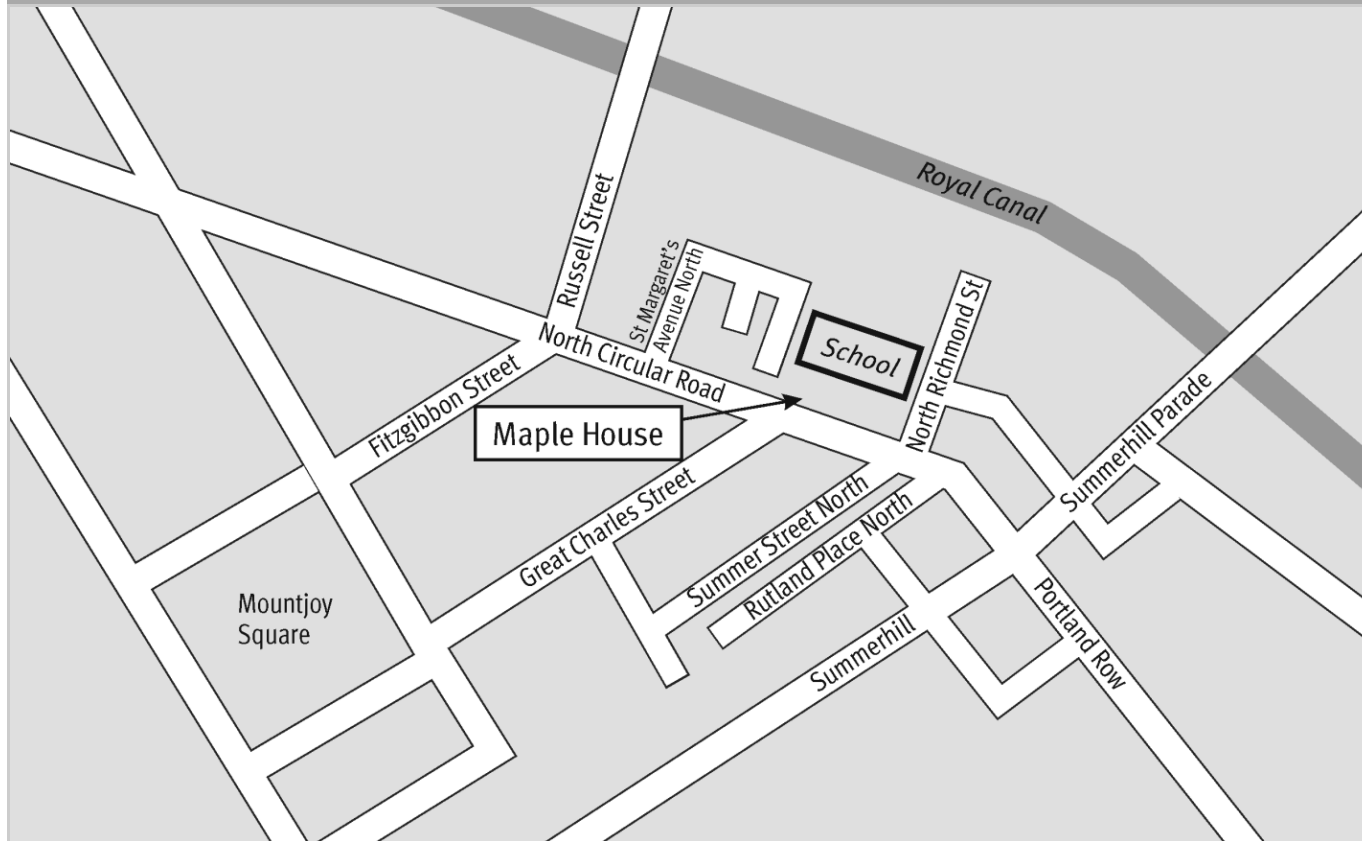 Royal Canal
Russell Street
St Margaret's
Avenue North
North Circular Road
School
North Richmond St
Fitzgibbon Street
Maple House
Summerhill Parade
Great Charles Street
Summer Street North
Rutland Place North
Mountjoy
Square
Summerhill
Portland Row